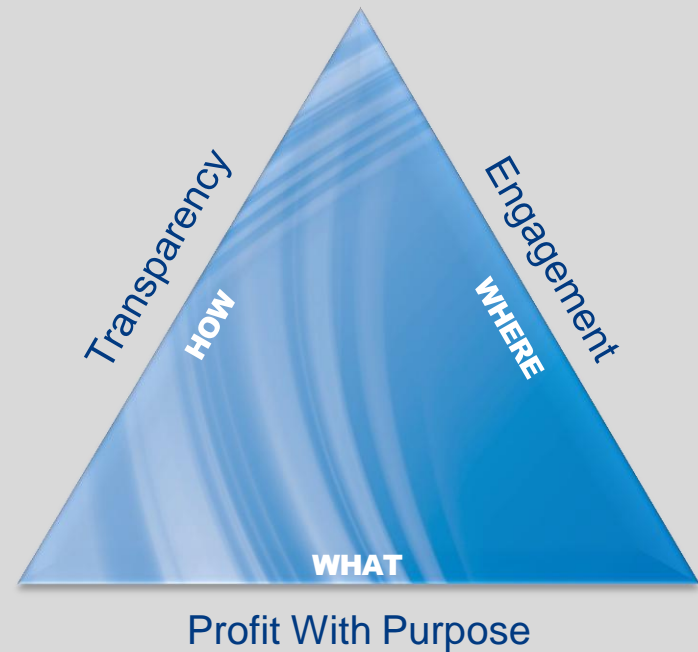 Transparency
Engagement
HOW
WHERE
WHAT
Profit With Purpose